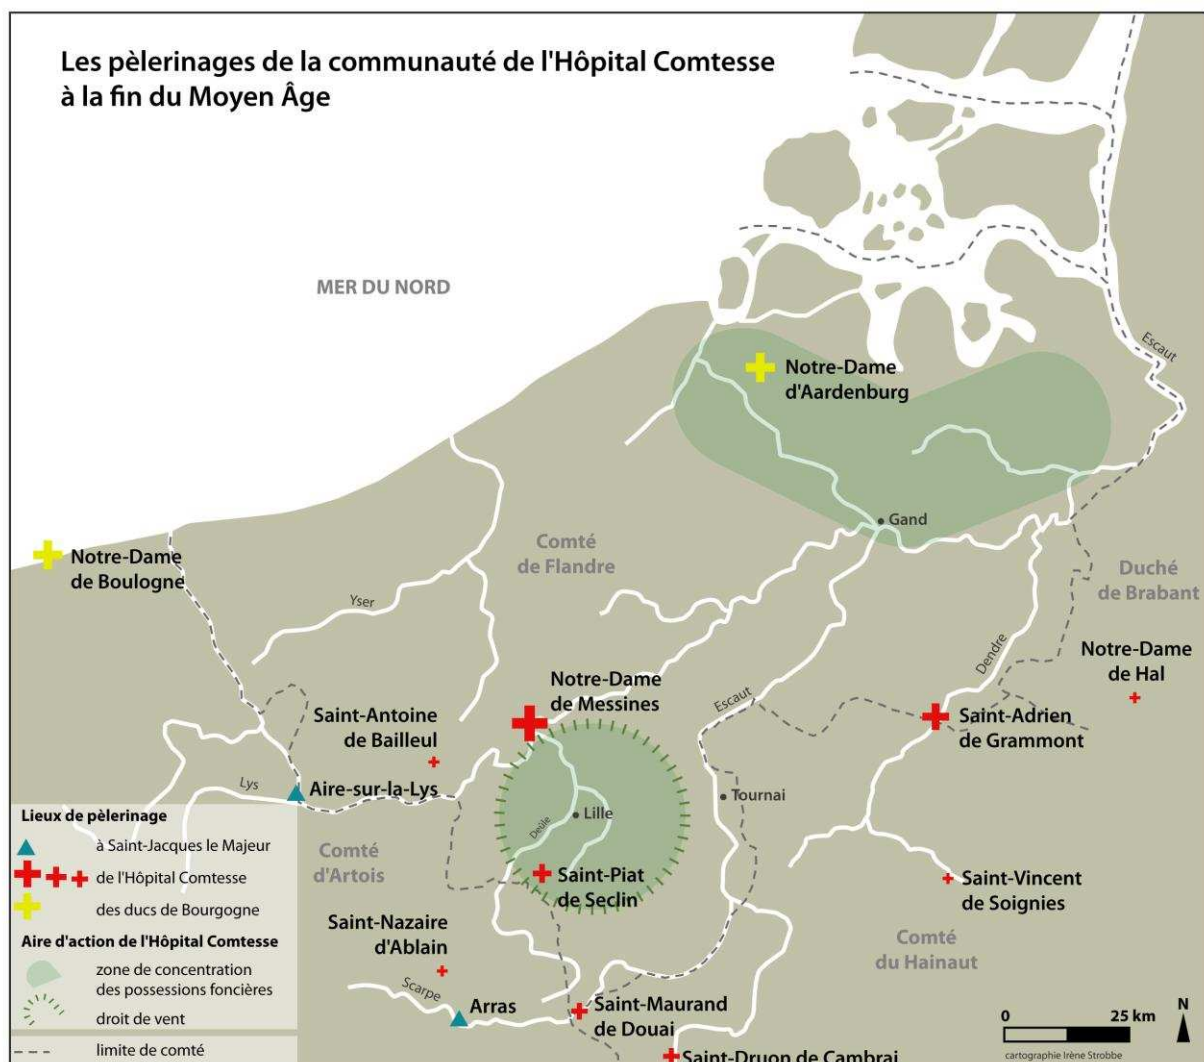 Les pèlerinages de la communauté de l'Hôpital Comtesse
à la fin du Moyen Âge
MER DU NORD
Escaut
Notre-Dame
d'Aardenburg
Gand
Notre-Dame
de Boulogne
Comté
de Flandre
Duché
de Brabant
Yser
Dendre
Notre-Dame
de Hal
Notre-Dame
de Messines
Escaut
Saint-Antoine
de Bailleul
Saint-Adrien
de Grammont
Lys
Aire-sur-la-Lys
Tournai
Lille
Deûle
Comté
d'Artois
Saint-Piat
de Seclin
Saint-Vincent
de Soignies
Saint-Nazaire
d'Ablain
Comté
du Hainaut
Scarpe
Arras
Saint-Maurand
de Douai
Saint-Druon de Cambrai
Lieux de pèlerinage
à Saint-Jacques le Majeur
de l'Hôpital Comtesse
des ducs de Bourgogne
Aire d'action de l'Hôpital Comtesse
zone de concentration
des possessions foncières
droit de vent
limite de comté
0 25 km
N
cartographie Irène Strobbe